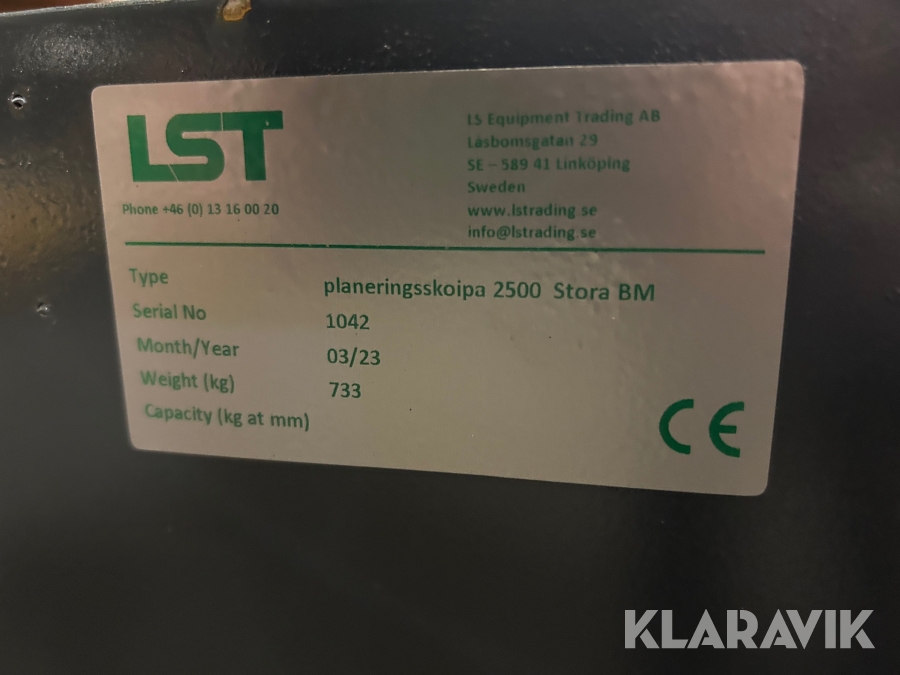 LST
Phone +46 (0) 13 16 00 20
LS Equipment Trading AB
Låsbomsgatan 29
SE – 589 41 Linköping
Sweden
www.lstrading.se
info@lstrading.se
Type planeringsskoipa 2500 Stora BM
Serial No 1042
Month/Year 03/23
Weight (kg) 733
Capacity (kg at mm)
CE
KLARAVIK